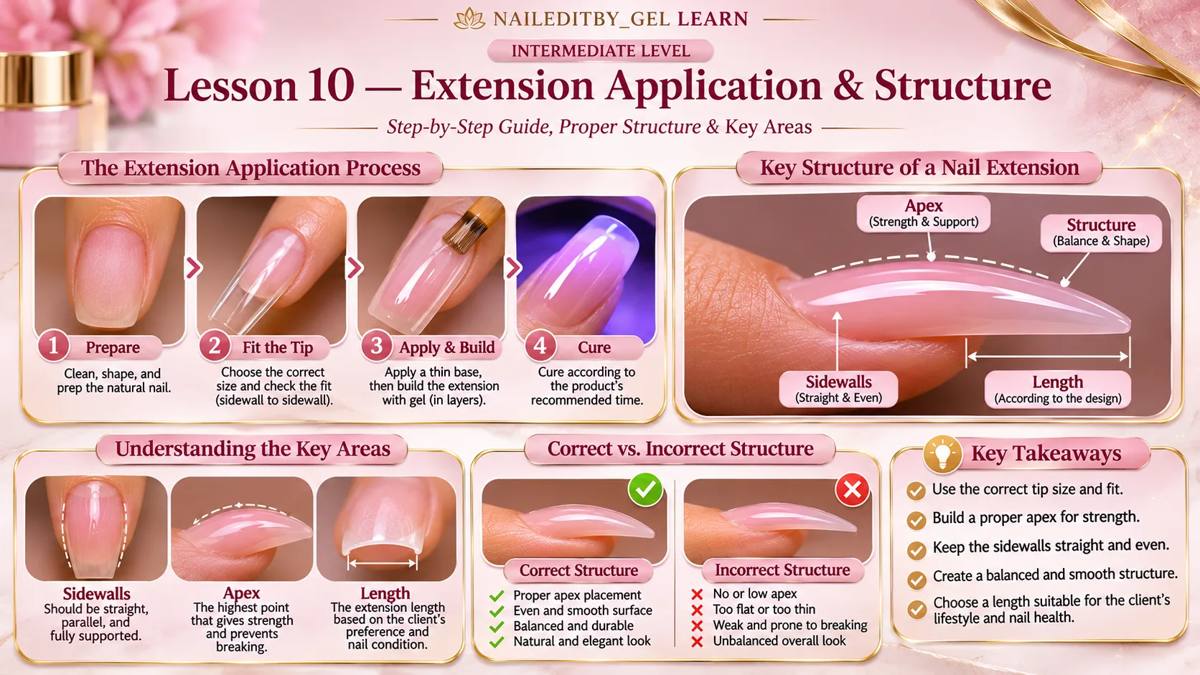 NAILEDITBY_GEL LEARN
INTERMEDIATE LEVEL
Lesson 10 — Extension Application & Structure
Step-by-Step Guide, Proper Structure & Key Areas
The Extension Application Process
1 Prepare
Clean, shape, and
prep the natural nail.
2 Fit the Tip
Choose the correct
size and check the fit
(sidewall to sidewall).
3 Apply & Build
Apply a thin base,
then build the extension
with gel (in layers).
4 Cure
Cure according to
the product's
recommended time.
Key Structure of a Nail Extension
Apex
(Strength & Support)
Structure
(Balance & Shape)
Sidewalls
(Straight & Even)
Length
(According to the design)
Understanding the Key Areas
Sidewalls
Should be straight,
parallel, and
fully supported.
Apex
The highest point
that gives strength
and prevents
breaking.
Length
The extension length
based on the client's
preference and
nail condition.
Correct vs. Incorrect Structure
Correct Structure
Proper apex placement
Even and smooth surface
Balanced and durable
Natural and elegant look
Incorrect Structure
No or low apex
Too flat or too thin
Weak and prone to breaking
Unbalanced overall look
Key Takeaways
Use the correct tip size and fit.
Build a proper apex for strength.
Keep the sidewalls straight and even.
Create a balanced and smooth structure.
Choose a length suitable for the client's
lifestyle and nail health.